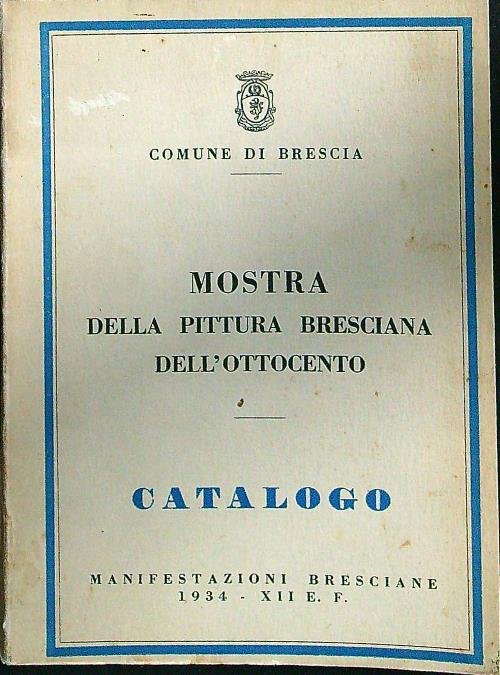 COMUNE DI BRESCIA
MOSTRA
DELLA PITTURA BRESCIANA
DELL'OTTOCENTO
CATALOGO
MANIFESTAZIONI BRESCIANE
1934 - XII E. F.